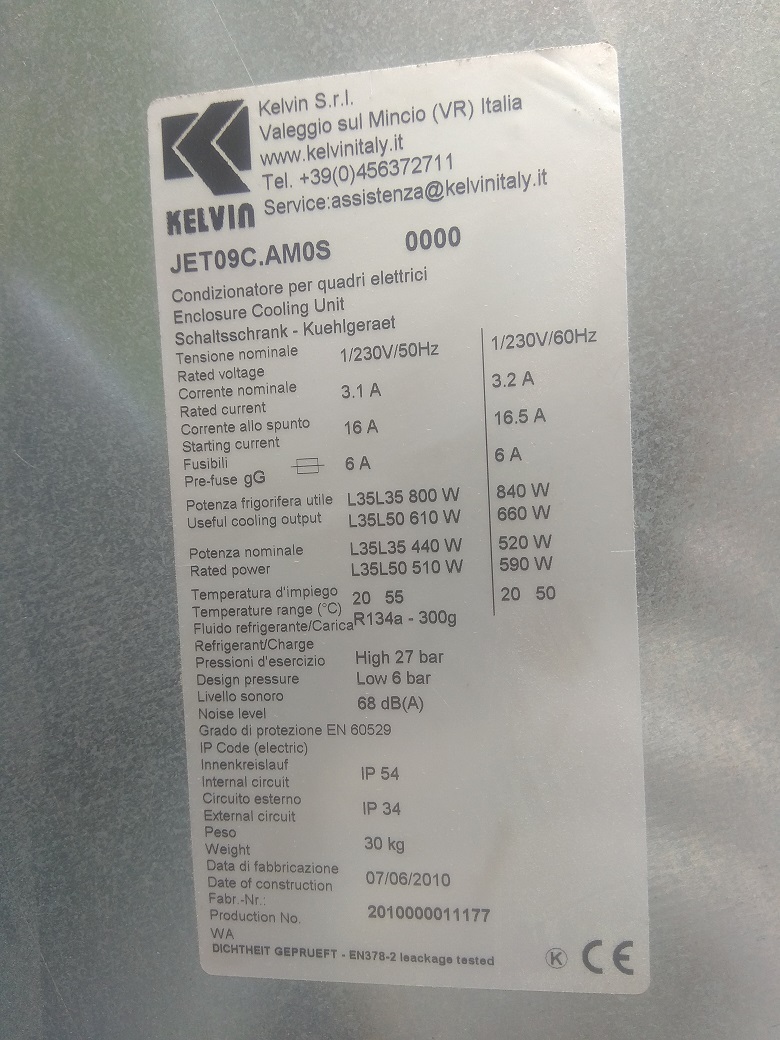 Kelvin S.r.l.
Valeggio sul Mincio (VR) Italia
www.kelvinitaly.it
Tel. +39(0)456372711
Service:assistenza@kelvinitaly.it
KELVIN
JET09C.AM0S 0000
Condizionatore per quadri elettrici
Enclosure Cooling Unit
Schaltsschrank - Kuehlgeraet
Tensione nominale 1/230V/50Hz 1/230V/60Hz
Rated voltage
Corrente nominale 3.1 A 3.2 A
Rated current
Corrente allo spunto 16 A 16.5 A
Starting current
Fusibili 6 A 6 A
Pre-fuse gG
Potenza frigorifera utile L35L35 800 W 840 W
Useful cooling output L35L50 610 W 660 W
Potenza nominale L35L35 440 W 520 W
Rated power L35L50 510 W 590 W
Temperatura d'impiego 20 55 20 50
Temperature range (°C)
Fluido refrigerante/Carica R134a - 300g
Refrigerant/Charge
Pressioni d'esercizio High 27 bar
Design pressure Low 6 bar
Livello sonoro 68 dB(A)
Noise level
Grado di protezione EN 60529
IP Code (electric)
Innenkreislauf IP 54
Internal circuit
Circuito esterno IP 34
External circuit
Peso 30 kg
Weight
Data di fabbricazione 07/06/2010
Date of construction
Fabr.-Nr.:
Production No. 2010000011177
WA
DICHTHEIT GEPRUEFT - EN378-2 leackage tested K CE